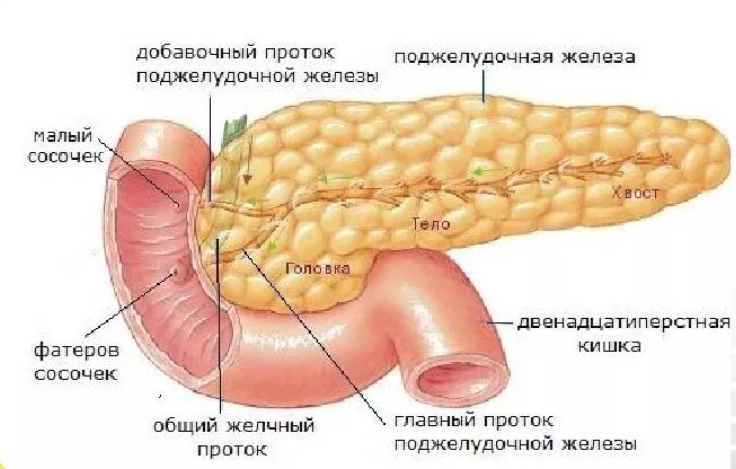 добавочный проток
поджелудочной железы
поджелудочная железа
малый
сосочек
Хвост
Тело
Головка
двенадцатиперстная
кишка
фатеров
сосочек
общий желчный
проток
главный проток
поджелудочной железы